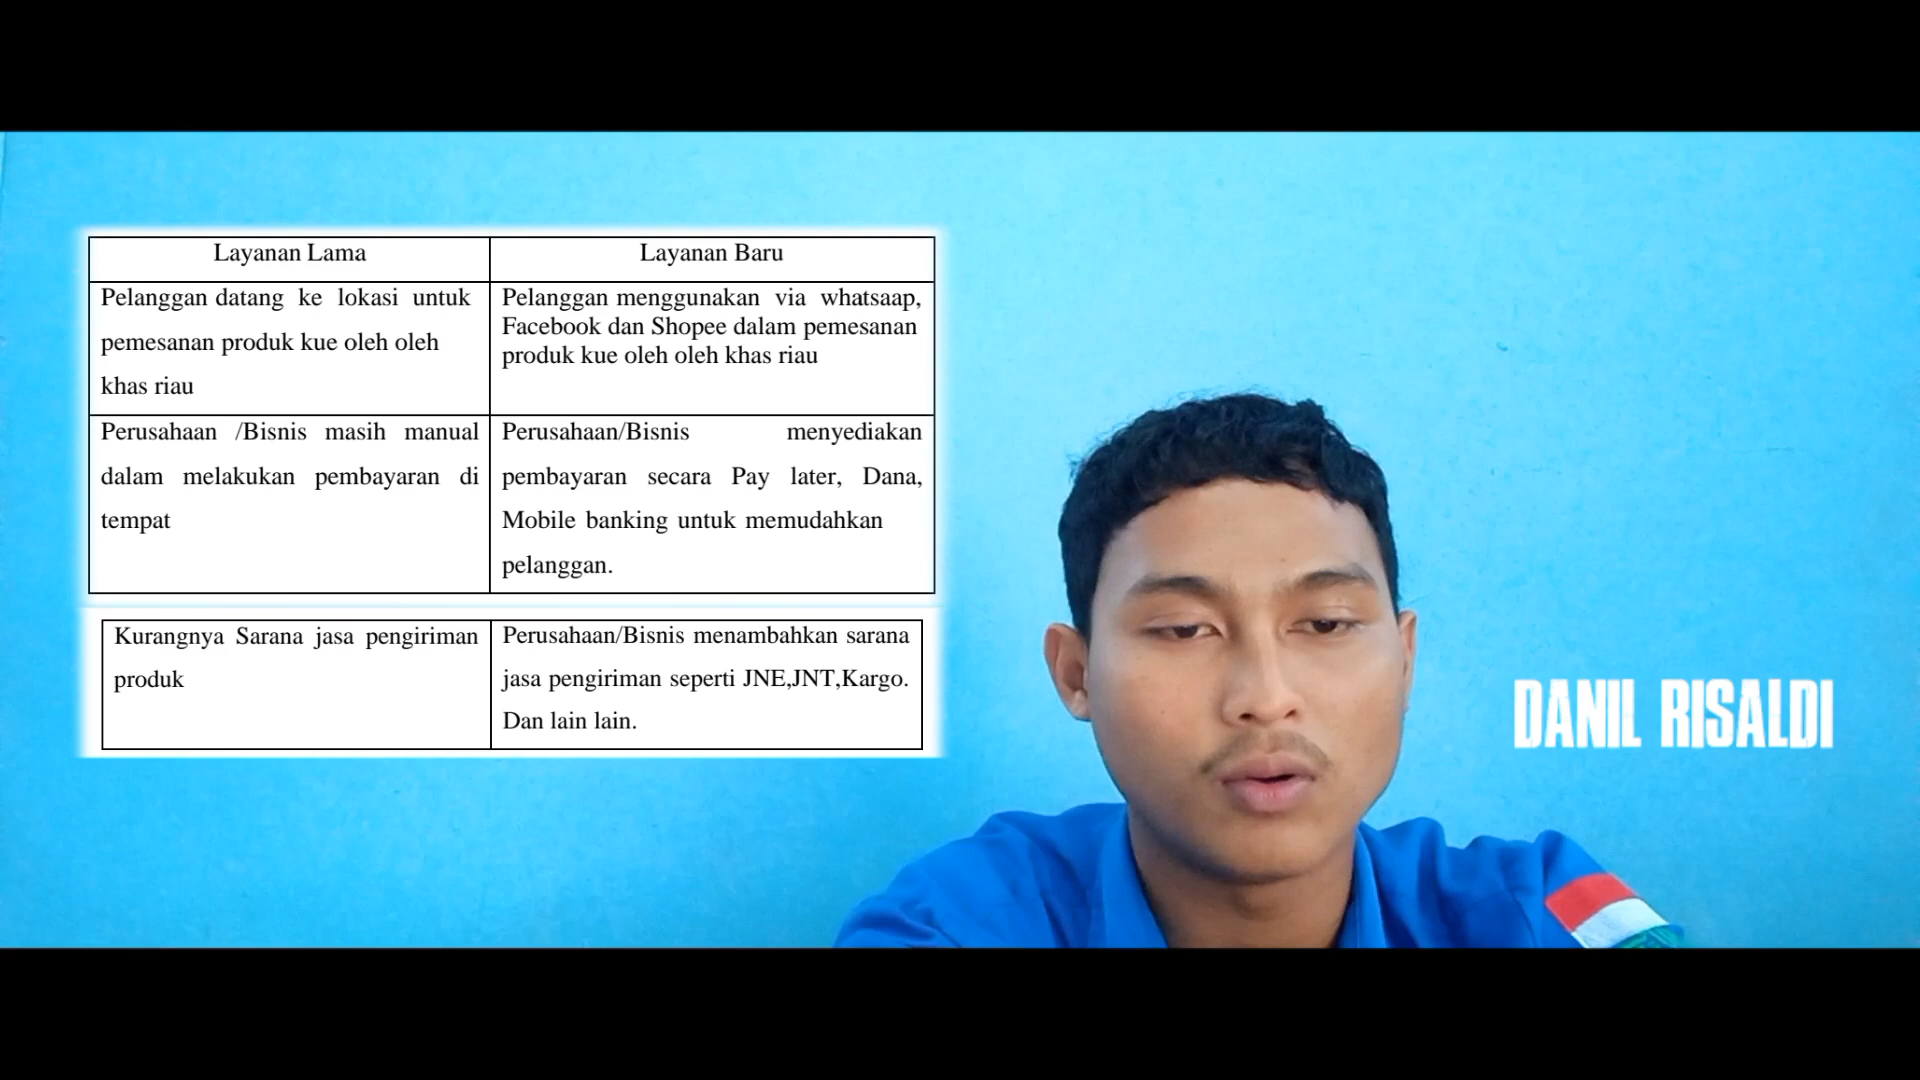 Layanan Lama
Layanan Baru
Pelanggan datang ke lokasi untuk
pemesanan produk kue oleh oleh
khas riau
Pelanggan menggunakan via whatsaap,
Facebook dan Shopee dalam pemesanan
produk kue oleh oleh khas riau
Perusahaan /Bisnis masih manual
dalam melakukan pembayaran di
tempat
Perusahaan/Bisnis menyediakan
pembayaran secara Pay later, Dana,
Mobile banking untuk memudahkan
pelanggan.
Kurangnya Sarana jasa pengiriman
produk
Perusahaan/Bisnis menambahkan sarana
jasa pengiriman seperti JNE,JNT,Kargo.
Dan lain lain.
DANIL RISALDI